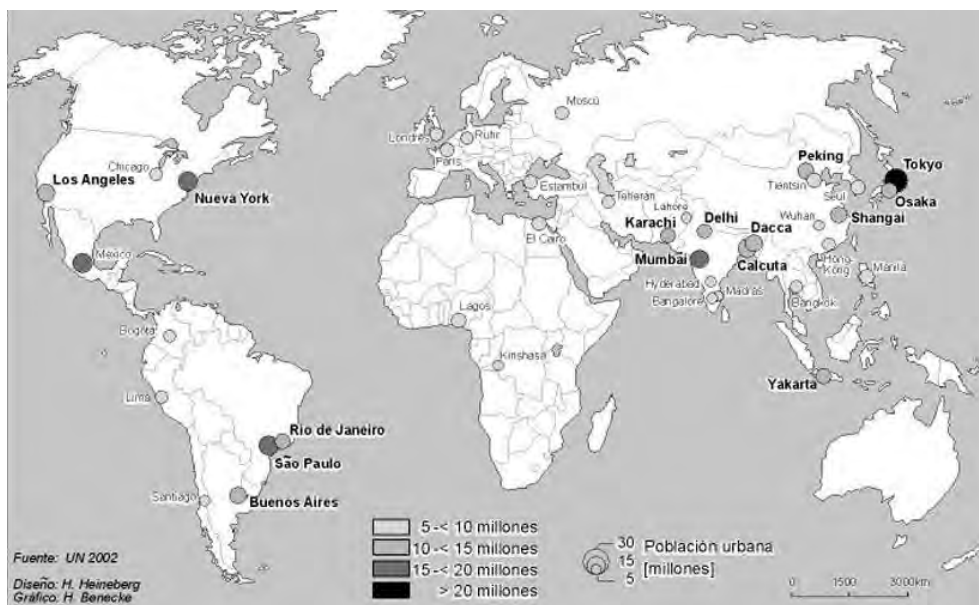 Moscú
Londres
Ruhr
París
Chicago
Peking
Tokyo
Los Angeles
Nueva York
Estambul
Teherán
Tientsin
Seúl
Osaka
Lahore
Wuhan
Shangai
Karachi
Delhi
Dacca
El Cairo
México
Mumbai
Calcuta
Hong-
Kong
Manila
Hyderabad
Madrás
Bangalore
Bangkok
Lagos
Bogotá
Kinshasa
Yakarta
Lima
Río de Janeiro
São Paulo
Santiago
Buenos Aires
5 -< 10 millones
10 -< 15 millones
15 -< 20 millones
> 20 millones
30
15
5
Población urbana
[millones]
0 1500 3000km
Fuente: UN 2002
Diseño: H. Heineberg
Gráfico: H. Benecke